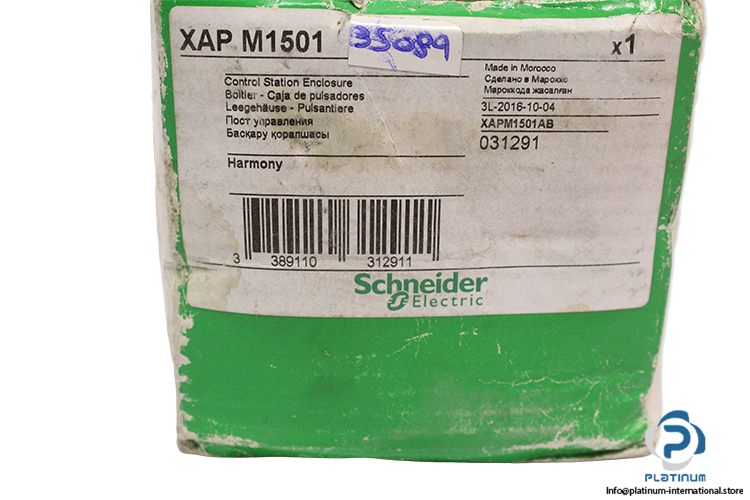 XAP M1501
35089
x1
Control Station Enclosure
Boîtier - Caja de pulsadores
Leegehäuse - Pulsantiere
Пост управления
Басқару қорапшасы
Harmony
Made in Morocco
Сделано в Марокко
Мароккода жасалған
3L-2016-10-04
XAPM1501AB
031291
3 389110 312911
Schneider
Electric
PLATINUM
Info@platinum-international.store